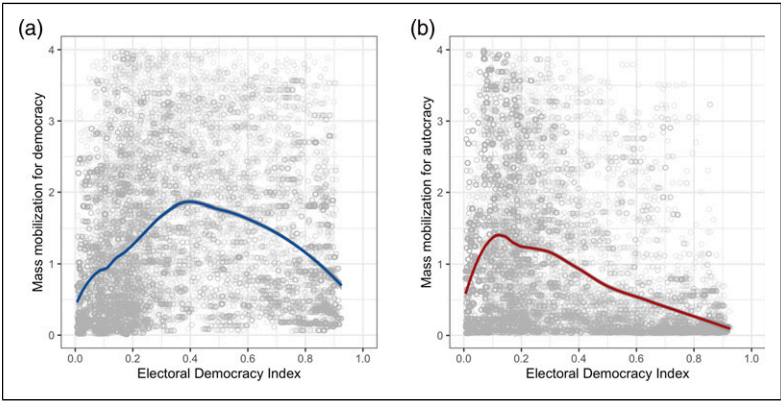 (a)
Mass mobilization for democracy
4
3
2
1
0
0.0 0.2 0.4 0.6 0.8 1.0
Electoral Democracy Index
(b)
Mass mobilization for autocracy
4
3
2
1
0
0.0 0.2 0.4 0.6 0.8 1.0
Electoral Democracy Index